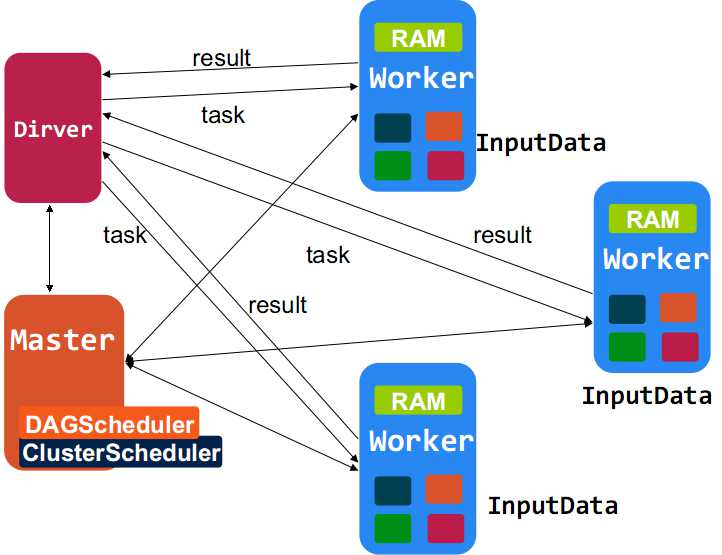 RAM
result
Worker
task
Dirver
InputData
RAM
task
result
task
Worker
result
Master
RAM
InputData
DAGScheduler
Worker
ClusterScheduler
InputData